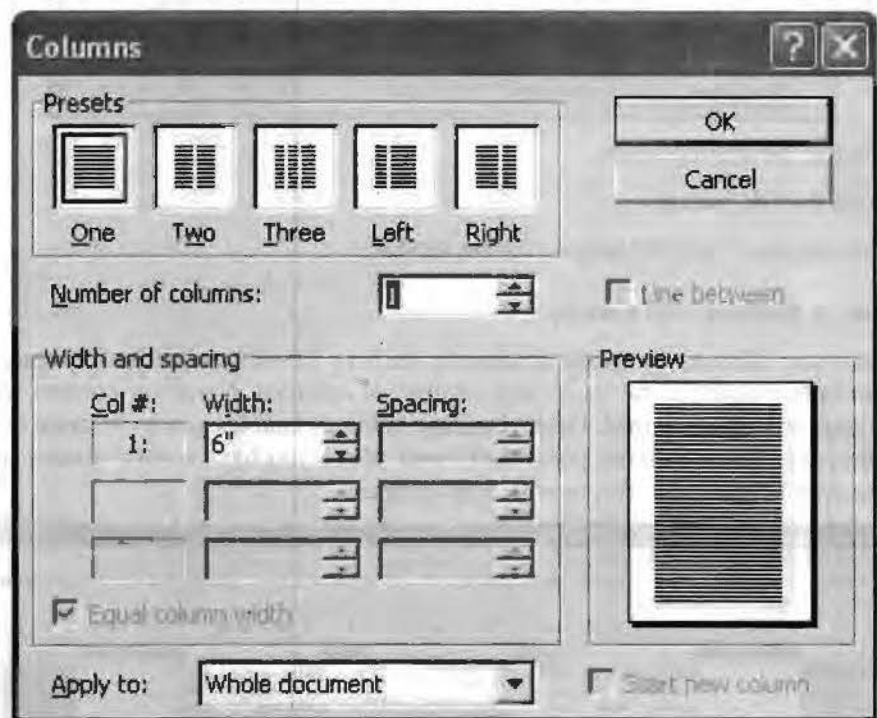 Columns
Presets
OK
Cancel
One Two Three Left Right
Number of columns: 1 Line between
Width and spacing Preview
Col #: Width: Spacing:
1: 6"
Equal column width
Apply to: Whole document Start new column